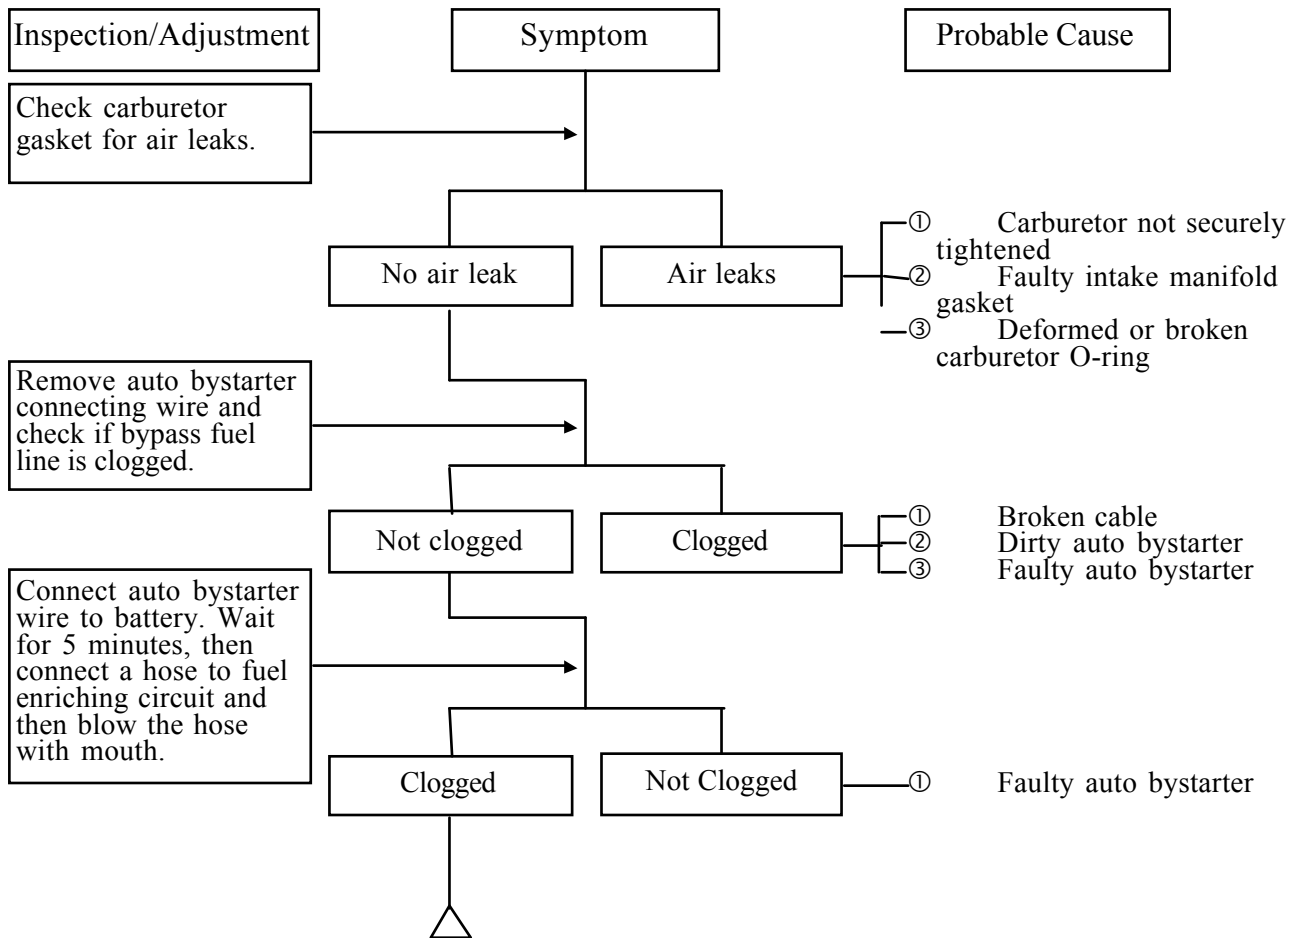 Inspection/Adjustment
Symptom
Probable Cause
Check carburetor
gasket for air leaks.
No air leak
Air leaks
① Carburetor not securely
tightened
② Faulty intake manifold
gasket
③ Deformed or broken
carburetor O-ring
Remove auto bystarter
connecting wire and
check if bypass fuel
line is clogged.
Not clogged
Clogged
① Broken cable
② Dirty auto bystarter
③ Faulty auto bystarter
Connect auto bystarter
wire to battery. Wait
for 5 minutes, then
connect a hose to fuel
enriching circuit and
then blow the hose
with mouth.
Clogged
Not Clogged
① Faulty auto bystarter